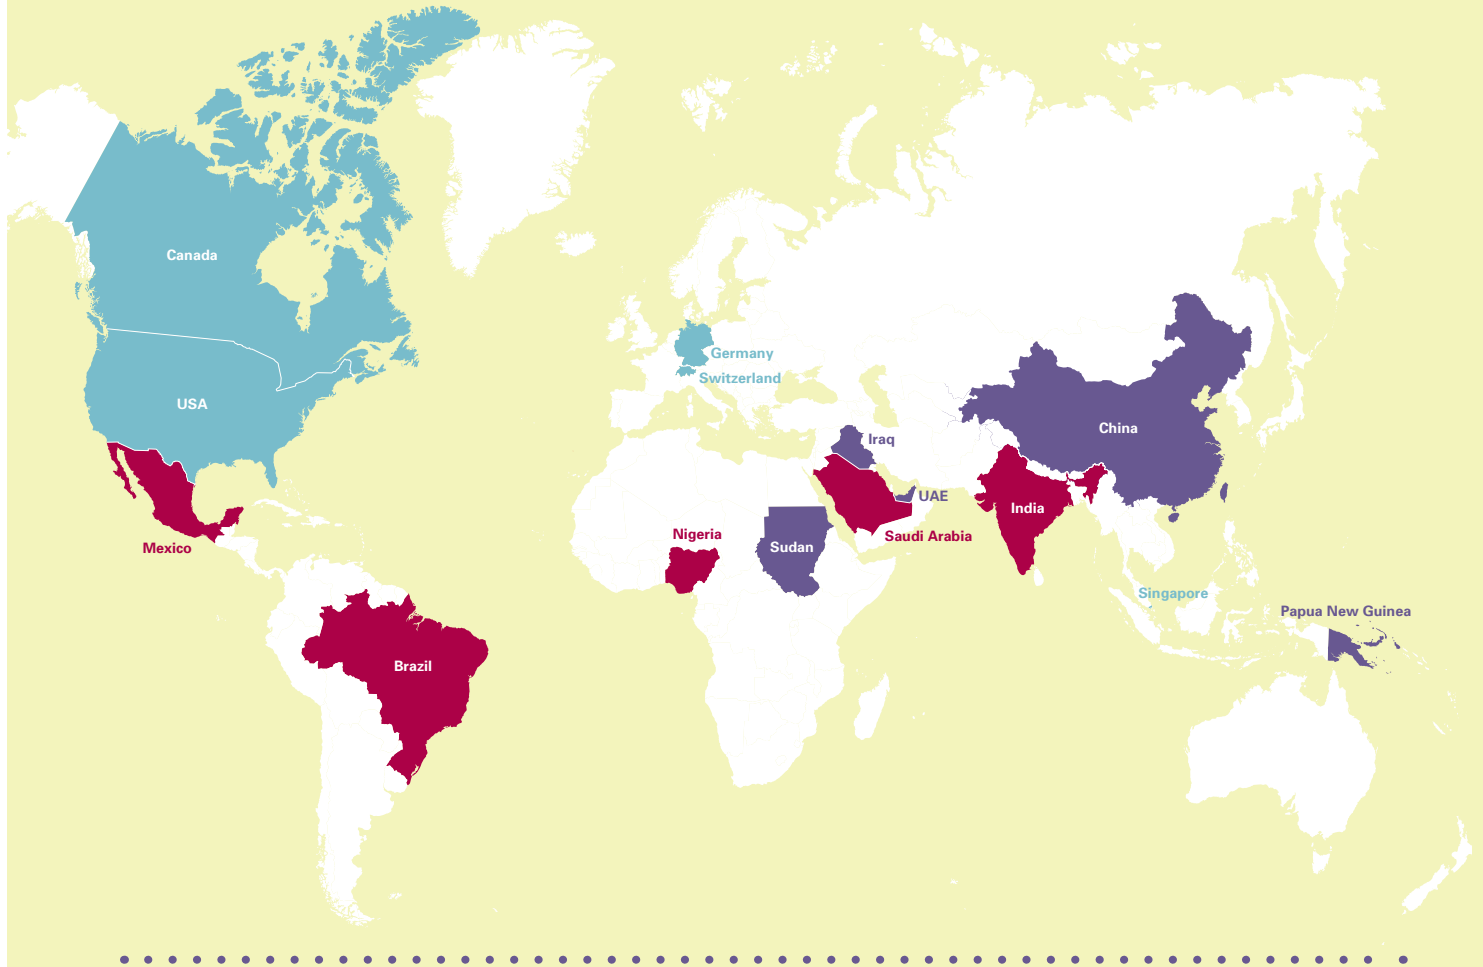 Canada
Germany
Switzerland
USA
China
Iraq
UAE
India
Nigeria
Saudi Arabia
Mexico
Sudan
Singapore
Papua New Guinea
Brazil